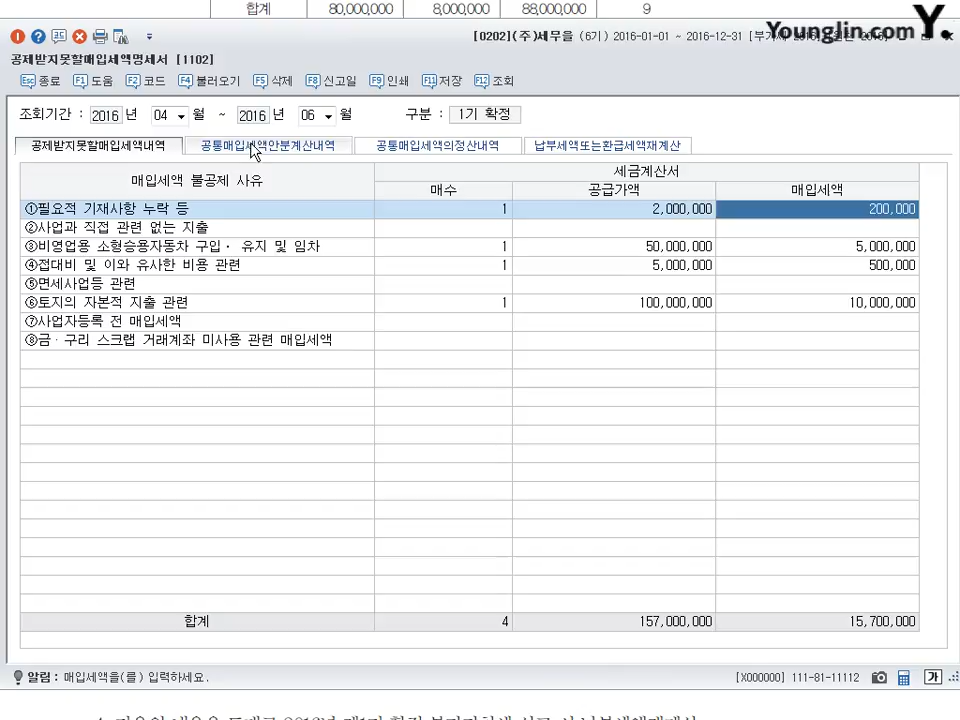 합계 80,000,000 8,000,000 88,000,000 9
Younglin.com Y.
[0202](주)세무을 (6기) 2016-01-01 ~ 2016-12-31
공제받지못할매입세액명세서 [1102]
Esc 종료 F1 도움 F2 코드 F4 불러오기 F5 삭제 F8 신고일 F9 인쇄 F11 저장 F12 조회
조회기간 : 2016 년 04 월 ~ 2016 년 06 월 구분 : 1기 확정
공제받지못할매입세액내역 공통매입세액안분계산내역 공통매입세액의정산내역 납부세액또는환급세액재계산
매입세액 불공제 사유 세금계산서
매수 공급가액 매입세액
①필요적 기재사항 누락 등 1 2,000,000 200,000
②사업과 직접 관련 없는 지출
③비영업용 소형승용자동차 구입· 유지 및 임차 1 50,000,000 5,000,000
④접대비 및 이와 유사한 비용 관련 1 5,000,000 500,000
⑤면세사업등 관련
⑥토지의 자본적 지출 관련 1 100,000,000 10,000,000
⑦사업자등록 전 매입세액
⑧금·구리 스크랩 거래계좌 미사용 관련 매입세액
합계 4 157,000,000 15,700,000
알림 : 매입세액을(를) 입력하세요. [X000000] 111-81-11112 가